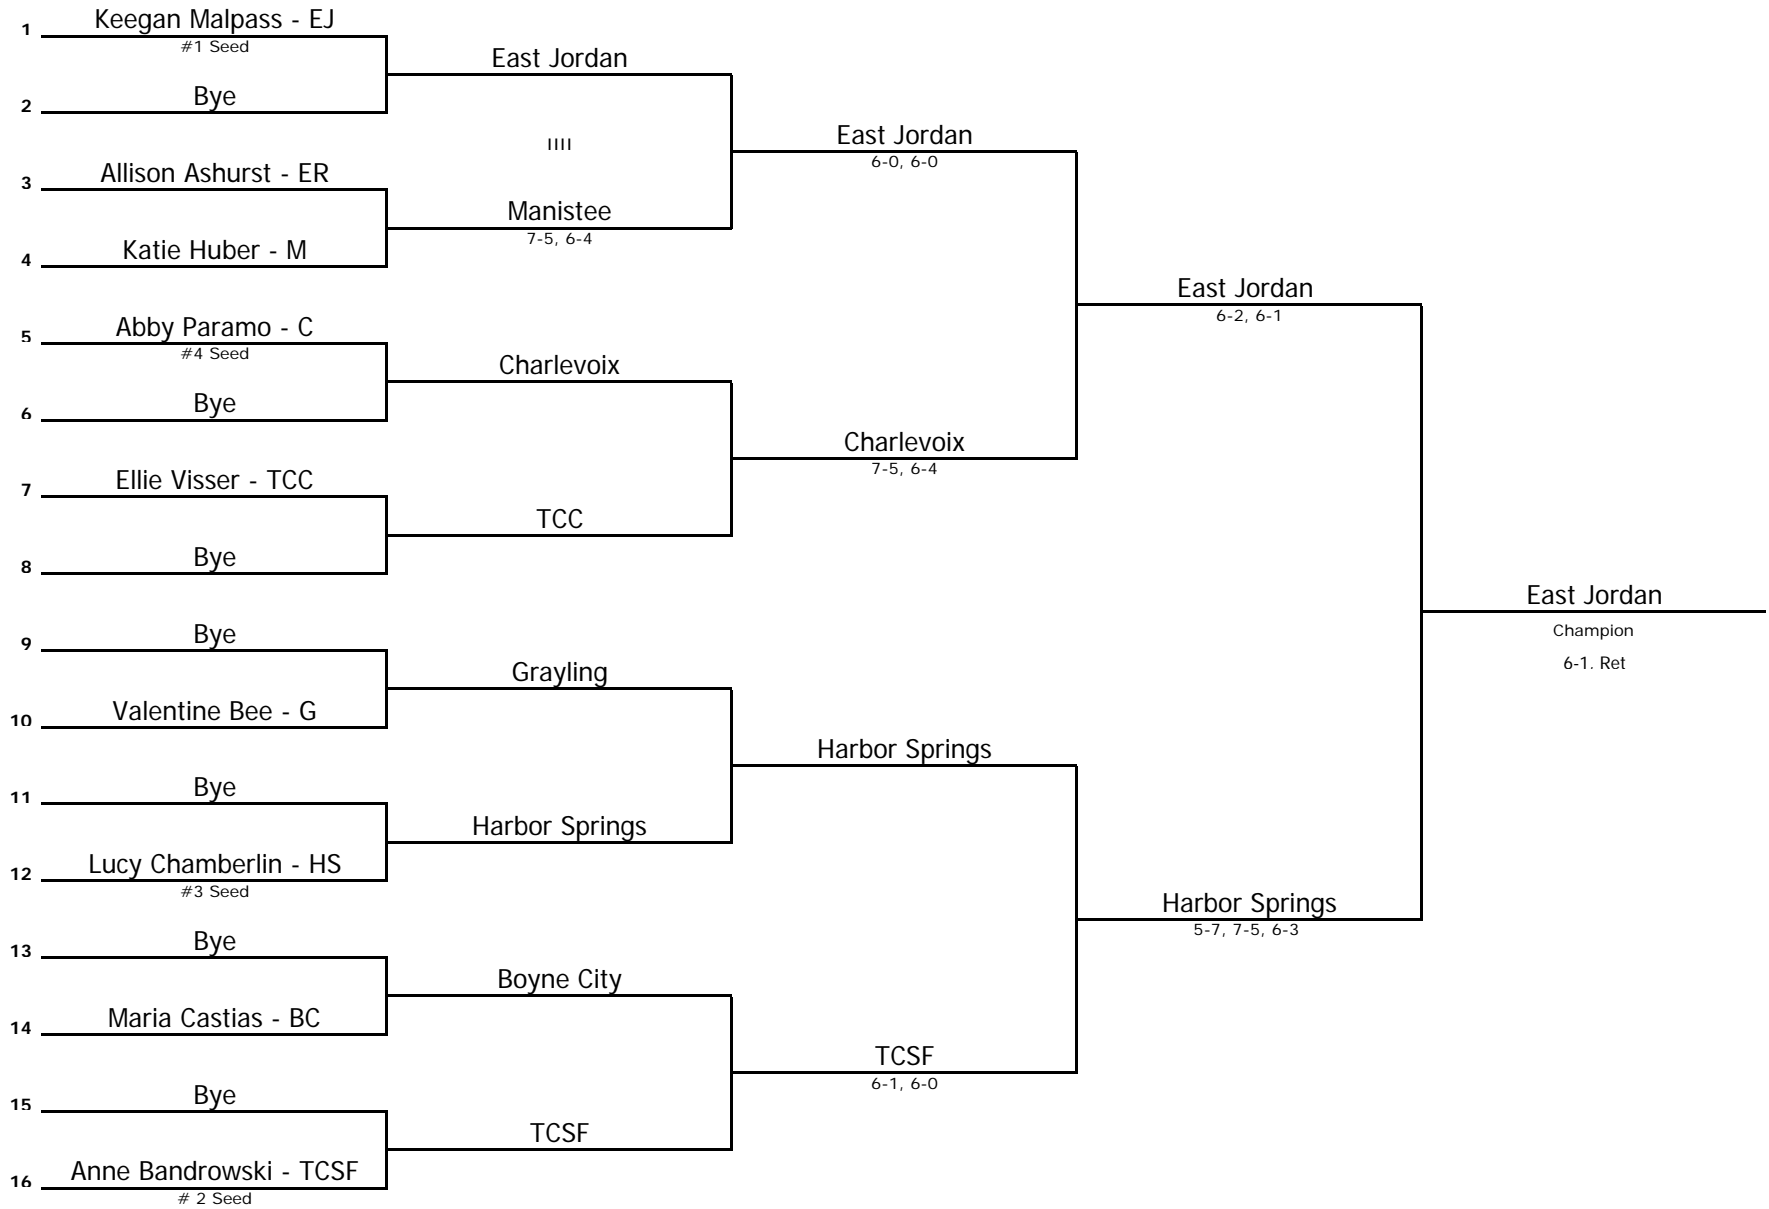 1 Keegan Malpass - EJ
#1 Seed
East Jordan
2 Bye
IIII
East Jordan
6-0, 6-0
3 Allison Ashurst - ER
Manistee
7-5, 6-4
4 Katie Huber - M
East Jordan
6-2, 6-1
5 Abby Paramo - C
#4 Seed
Charlevoix
6 Bye
Charlevoix
7-5, 6-4
7 Ellie Visser - TCC
TCC
8 Bye
East Jordan
Champion
6-1. Ret
9 Bye
Grayling
10 Valentine Bee - G
Harbor Springs
11 Bye
Harbor Springs
12 Lucy Chamberlin - HS
#3 Seed
Harbor Springs
5-7, 7-5, 6-3
13 Bye
Boyne City
14 Maria Castias - BC
TCSF
6-1, 6-0
15 Bye
TCSF
16 Anne Bandrowski - TCSF
# 2 Seed